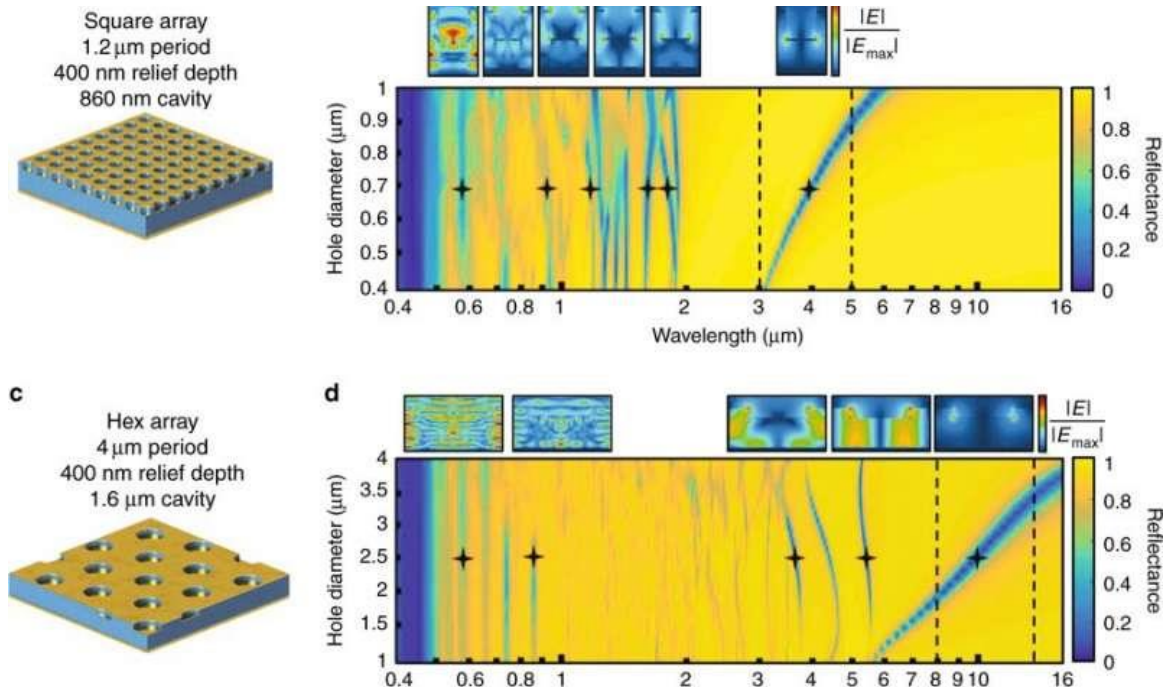 Square array
1.2 μm period
400 nm relief depth
860 nm cavity
|E|
|Emax|
Hole diameter (μm)
1
0.9
0.8
0.7
0.6
0.5
0.4
0.4
0.6
0.8
1
2
3
4
5
6
7
8
9
10
16
Wavelength (μm)
1
0.8
0.6
0.4
0.2
0
Reflectance
c
Hex array
4 μm period
400 nm relief depth
1.6 μm cavity
d
|E|
|Emax|
Hole diameter (μm)
4
3.5
3
2.5
2
1.5
1
0.4
0.6
0.8
1
2
3
4
5
6
7
8
9
10
16
1
0.8
0.6
0.4
0.2
0
Reflectance